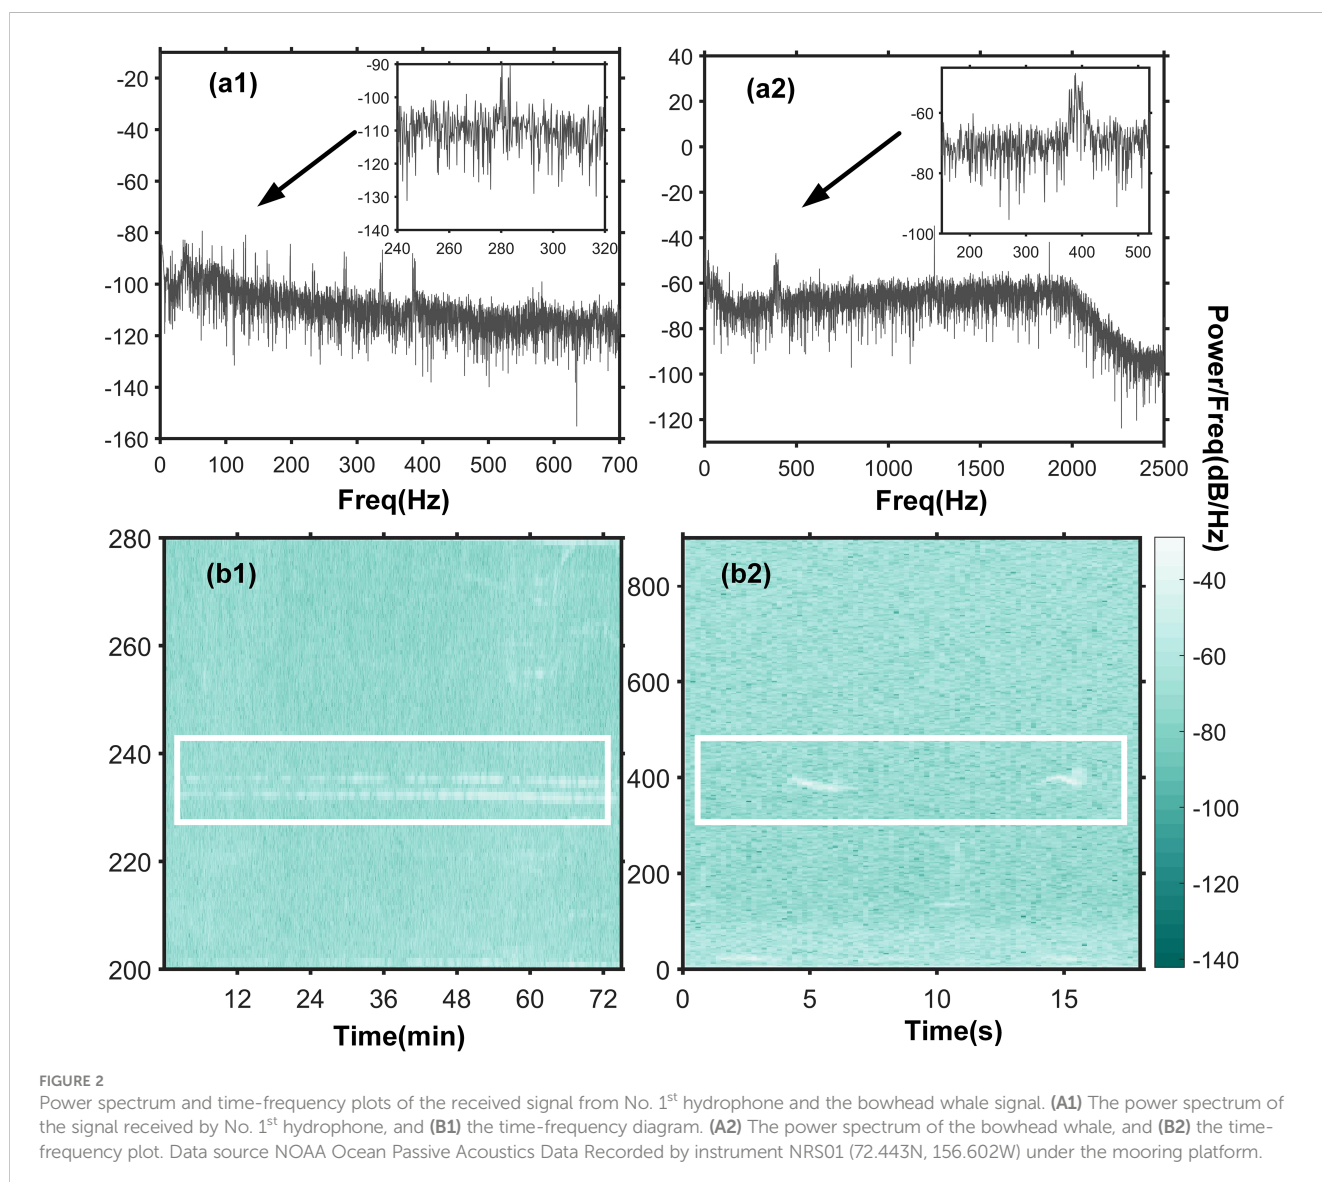 (a1)
-20
-40
-60
-80
-100
-120
-140
-160
0 100 200 300 400 500 600 700
Freq(Hz)
-90
-100
-110
-120
-130
-140
240 260 280 300 320
(a2)
40
20
0
-20
-40
-60
-80
-100
-120
0 500 1000 1500 2000 2500
Freq(Hz)
-60
-80
-100
200 300 400 500
Power/Freq(dB/Hz)
(b1)
280
260
240
220
200
12 24 36 48 60 72
Time(min)
(b2)
800
600
400
200
0
0 5 10 15
Time(s)
-40
-60
-80
-100
-120
-140
FIGURE 2
Power spectrum and time-frequency plots of the received signal from No. 1st hydrophone and the bowhead whale signal. (A1) The power spectrum of
the signal received by No. 1st hydrophone, and (B1) the time-frequency diagram. (A2) The power spectrum of the bowhead whale, and (B2) the time-
frequency plot. Data source NOAA Ocean Passive Acoustics Data Recorded by instrument NRS01 (72.443N, 156.602W) under the mooring platform.